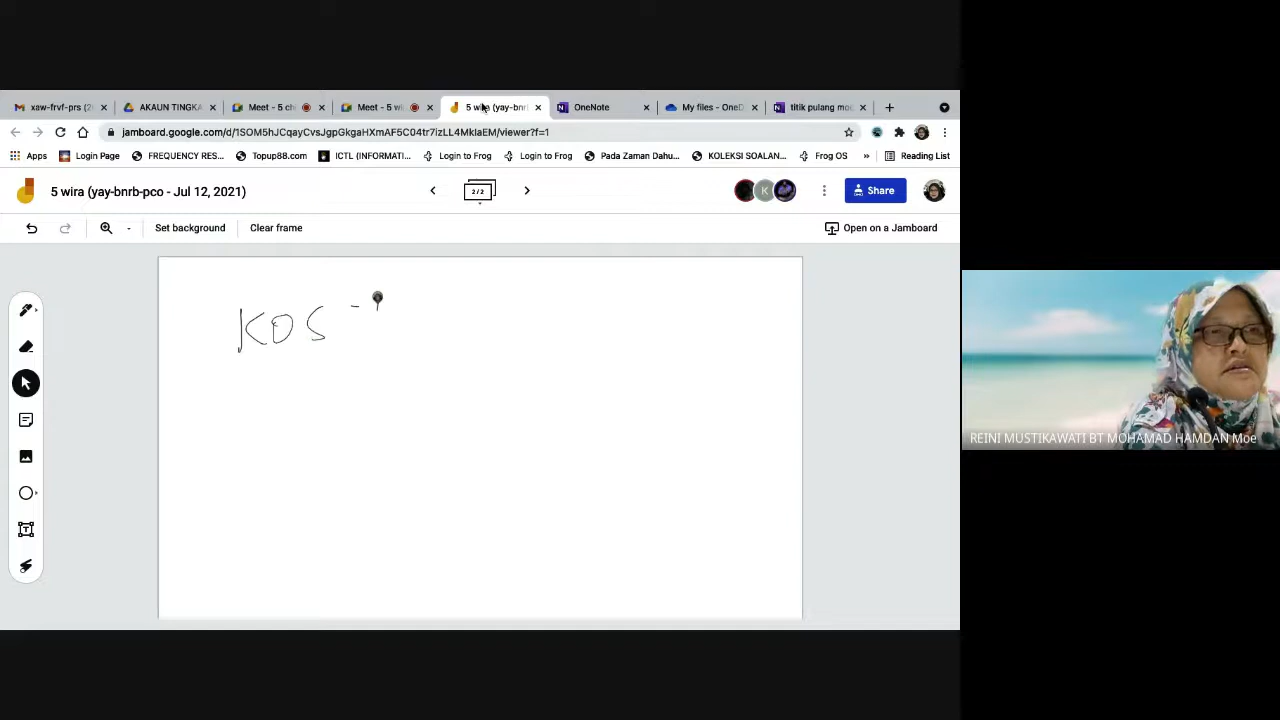 xaw-frvf-prs (2
AKAUN TINGKA
Meet - 5 ch
Meet - 5 wi
5 wira (yay-bnr
OneNote
My files - OneD
titik pulang mod
jamboard.google.com/d/1SOM5hJCqayCvsJgpGkgaHXmAF5C04tr7izLL4MklaEM/viewer?f=1
Apps
Login Page
FREQUENCY RES...
Topup88.com
ICTL (INFORMATI...
Login to Frog
Login to Frog
Pada Zaman Dahu...
KOLEKSI SOALAN...
Frog OS
»
Reading List
5 wira (yay-bnrb-pco - Jul 12, 2021)
2/2
K
Share
Set background
Clear frame
Open on a Jamboard
KOS -
REINI MUSTIKAWATI BT MOHAMAD HAMDAN Moe